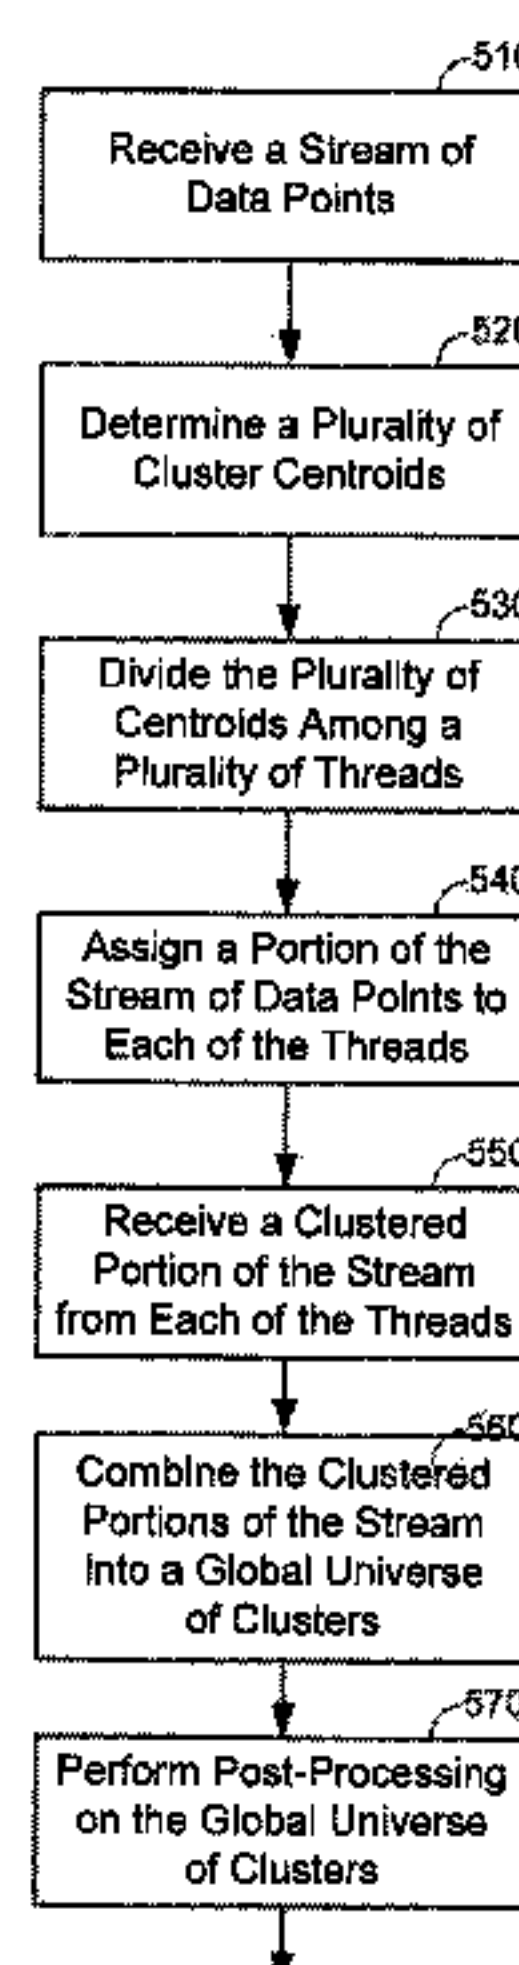 510
Receive a Stream of
Data Points
520
Determine a Plurality of
Cluster Centroids
530
Divide the Plurality of
Centroids Among a
Plurality of Threads
540
Assign a Portion of the
Stream of Data Points to
Each of the Threads
550
Receive a Clustered
Portion of the Stream
from Each of the Threads
560
Combine the Clustered
Portions of the Stream
into a Global Universe
of Clusters
570
Perform Post-Processing
on the Global Universe
of Clusters